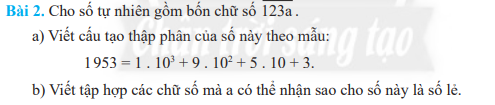 Bài 2. Cho số tự nhiên gồm bốn chữ số 123a .
a) Viết cấu tạo thập phân của số này theo mẫu:
1 953 = 1 . 10³ + 9 . 10² + 5 . 10 + 3.
b) Viết tập hợp các chữ số mà a có thể nhận sao cho số này là số lẻ.